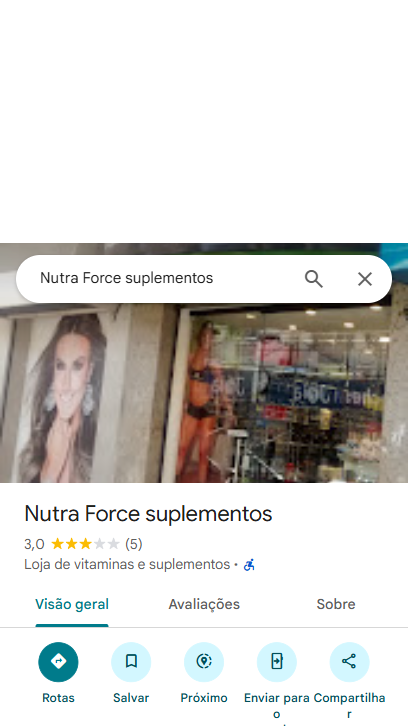 Nutra Force suplementos
Nutra Force suplementos
3,0 (5)
Loja de vitaminas e suplementos ·
Visão geral Avaliações Sobre
Rotas Salvar Próximo Enviar para o Compartilhar